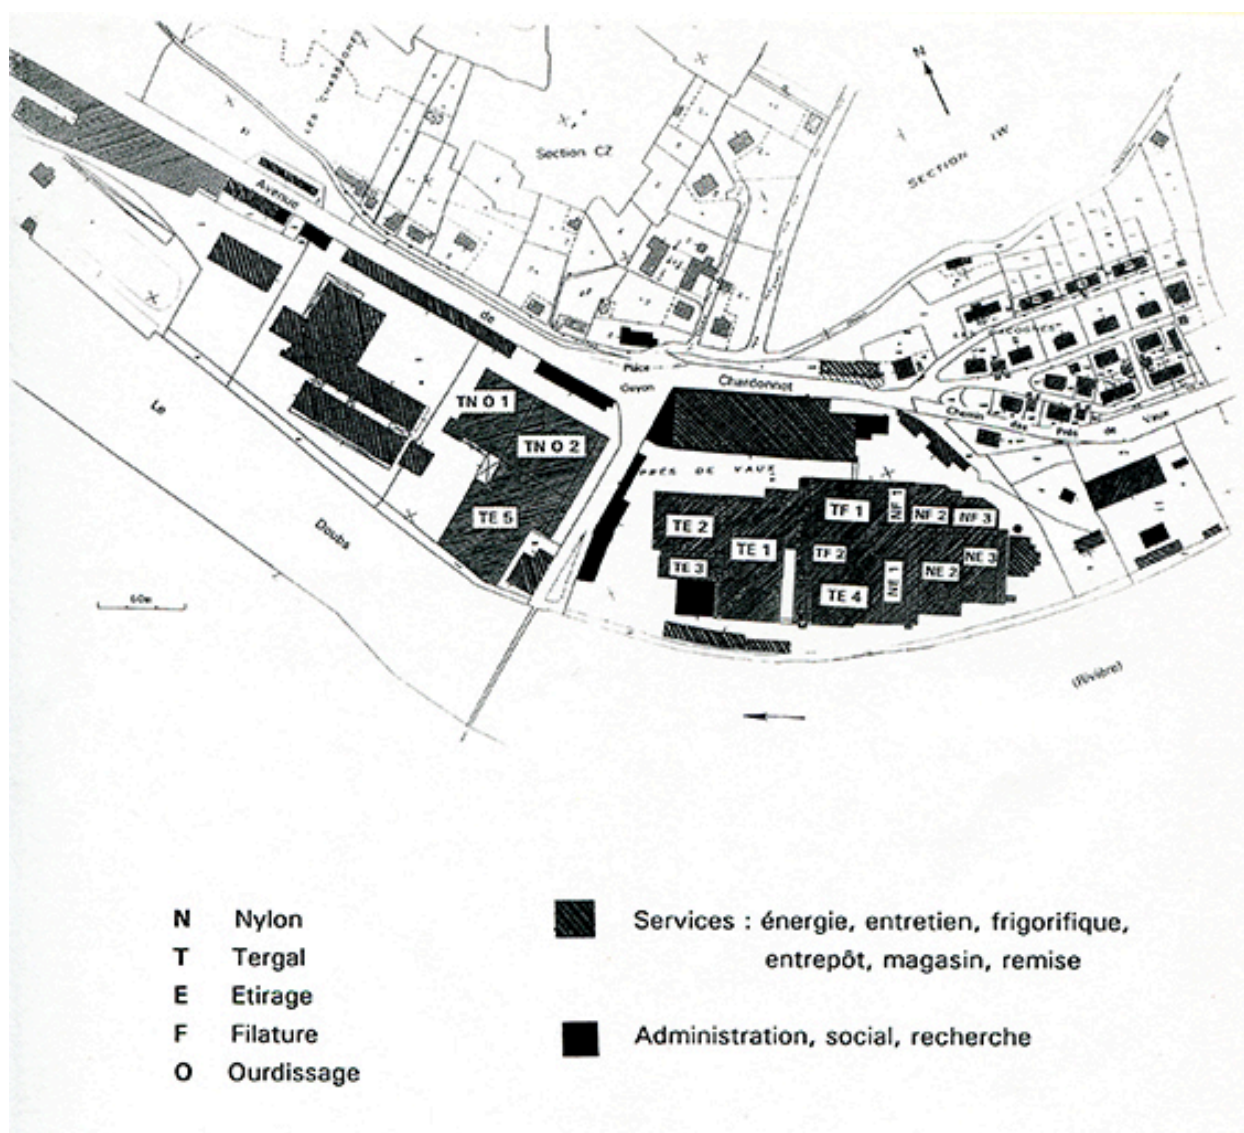 N
Section CZ
SECTION IW
Avenue
de
Place
Guyon
Chardonnet
Chemin des Prés de Vaux
Le
Doubs
PRÉS DE VAUX
TN O 1
TN O 2
TE 5
TE 2
TE 1
TE 3
TF 1
TF 2
TE 4
NF 1
NF 2
NF 3
NE 1
NE 2
NE 3
60m
(Rivière)
N Nylon
T Tergal
E Etirage
F Filature
O Ourdissage
Services : énergie, entretien, frigorifique,
entrepôt, magasin, remise
Administration, social, recherche